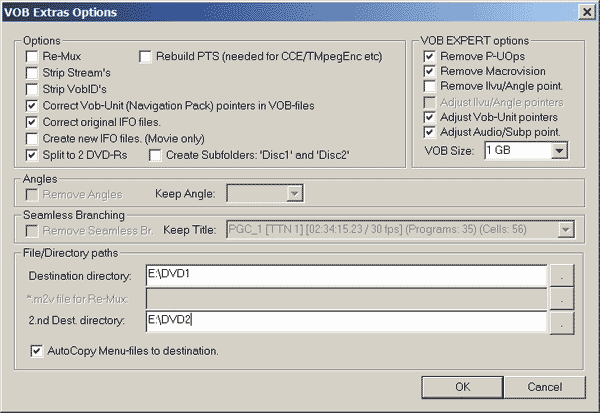 VOB Extras Options
Options
Re-Mux
Rebuild PTS (needed for CCE/TMpegEnc etc)
Strip Stream's
Strip VobID's
Correct Vob-Unit (Navigation Pack) pointers in VOB-files
Correct original IFO files.
Create new IFO files. (Movie only)
Split to 2 DVD-Rs
Create Subfolders: 'Disc1' and 'Disc2'
VOB EXPERT options
Remove P-UOps
Remove Macrovision
Remove Ilvu/Angle point.
Adjust Ilvu/Angle pointers
Adjust Vob-Unit pointers
Adjust Audio/Subp point.
VOB Size: 1 GB
Angles
Remove Angles
Keep Angle:
Seamless Branching
Remove Seamless Br.
Keep Title: PGC_1 [TTN 1] [02:34:15.23 / 30 fps] (Programs: 35) (Cells: 56)
File/Directory paths
Destination directory: E:\DVD1 .
*.m2v file for Re-Mux: .
2.nd Dest. directory: E:\DVD2 .
AutoCopy Menu-files to destination.
OK
Cancel